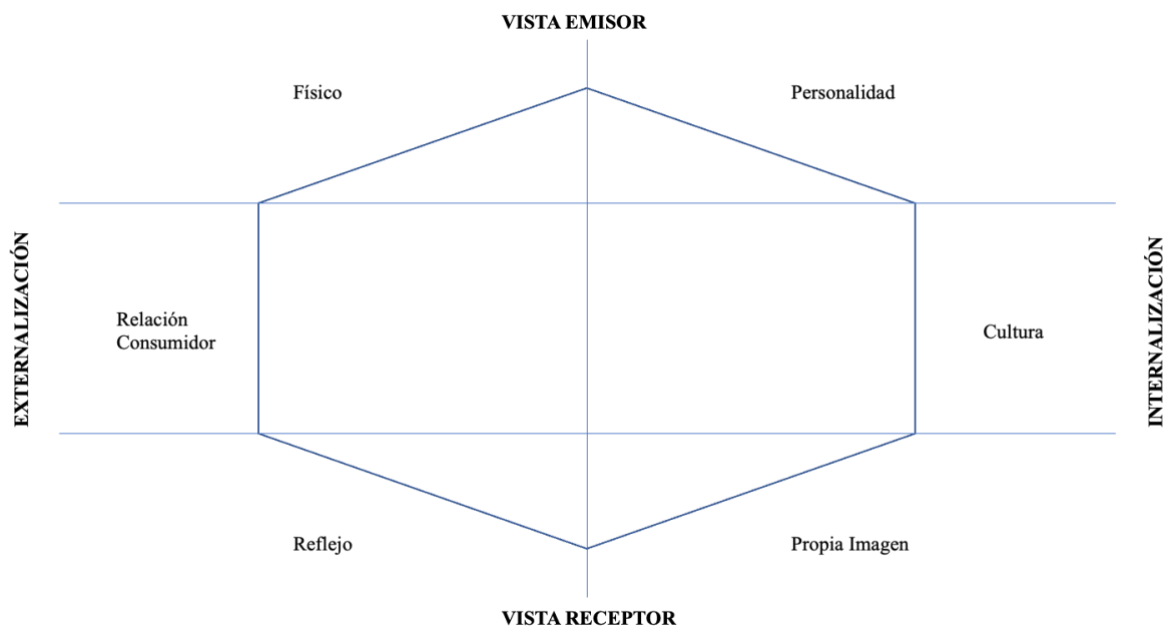 VISTA EMISOR
Físico
Personalidad
EXTERNALIZACIÓN
Relación
Consumidor
Cultura
INTERNALIZACIÓN
Reflejo
Propia Imagen
VISTA RECEPTOR